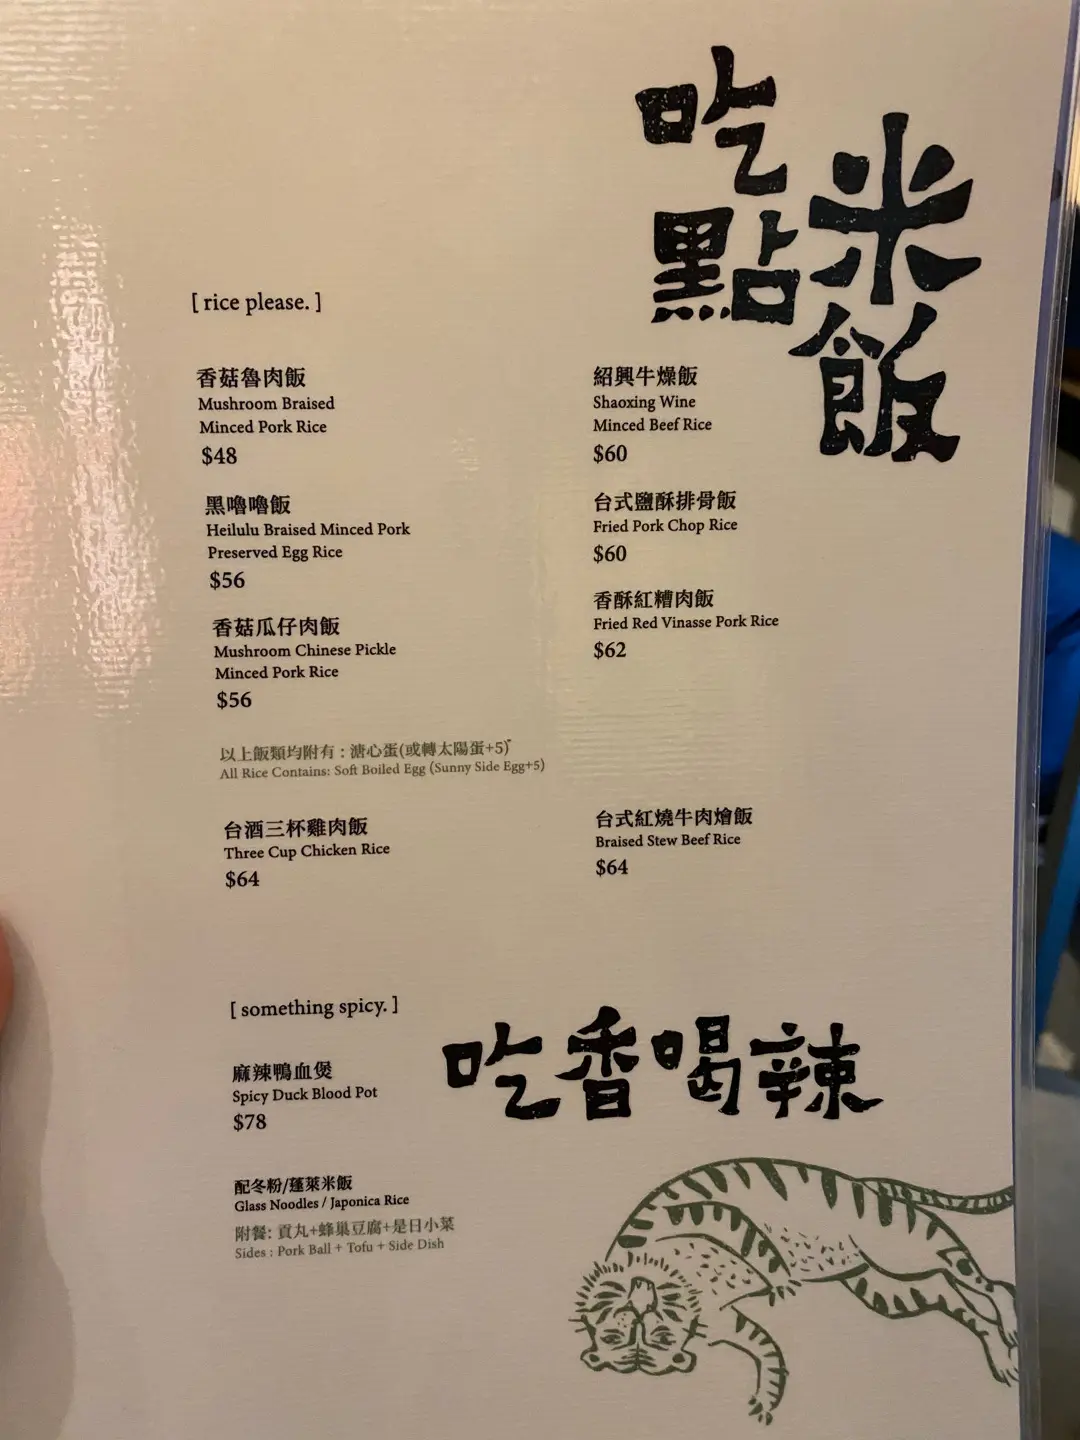 吃點
米飯
[ rice please. ]
香菇魯肉飯
Mushroom Braised
Minced Pork Rice
$48
黑嚕嚕飯
Heilulu Braised Minced Pork
Preserved Egg Rice
$56
香菇瓜仔肉飯
Mushroom Chinese Pickle
Minced Pork Rice
$56
紹興牛燥飯
Shaoxing Wine
Minced Beef Rice
$60
台式鹽酥排骨飯
Fried Pork Chop Rice
$60
香酥紅糟肉飯
Fried Red Vinasse Pork Rice
$62
以上飯類均附有 : 溏心蛋(或轉太陽蛋+5)
All Rice Contains: Soft Boiled Egg (Sunny Side Egg+5)
台酒三杯雞肉飯
Three Cup Chicken Rice
$64
台式紅燒牛肉燴飯
Braised Stew Beef Rice
$64
[ something spicy. ]
吃香喝辣
麻辣鴨血煲
Spicy Duck Blood Pot
$78
配冬粉/蓬萊米飯
Glass Noodles / Japonica Rice
附餐: 貢丸+蜂巢豆腐+是日小菜
Sides : Pork Ball + Tofu + Side Dish